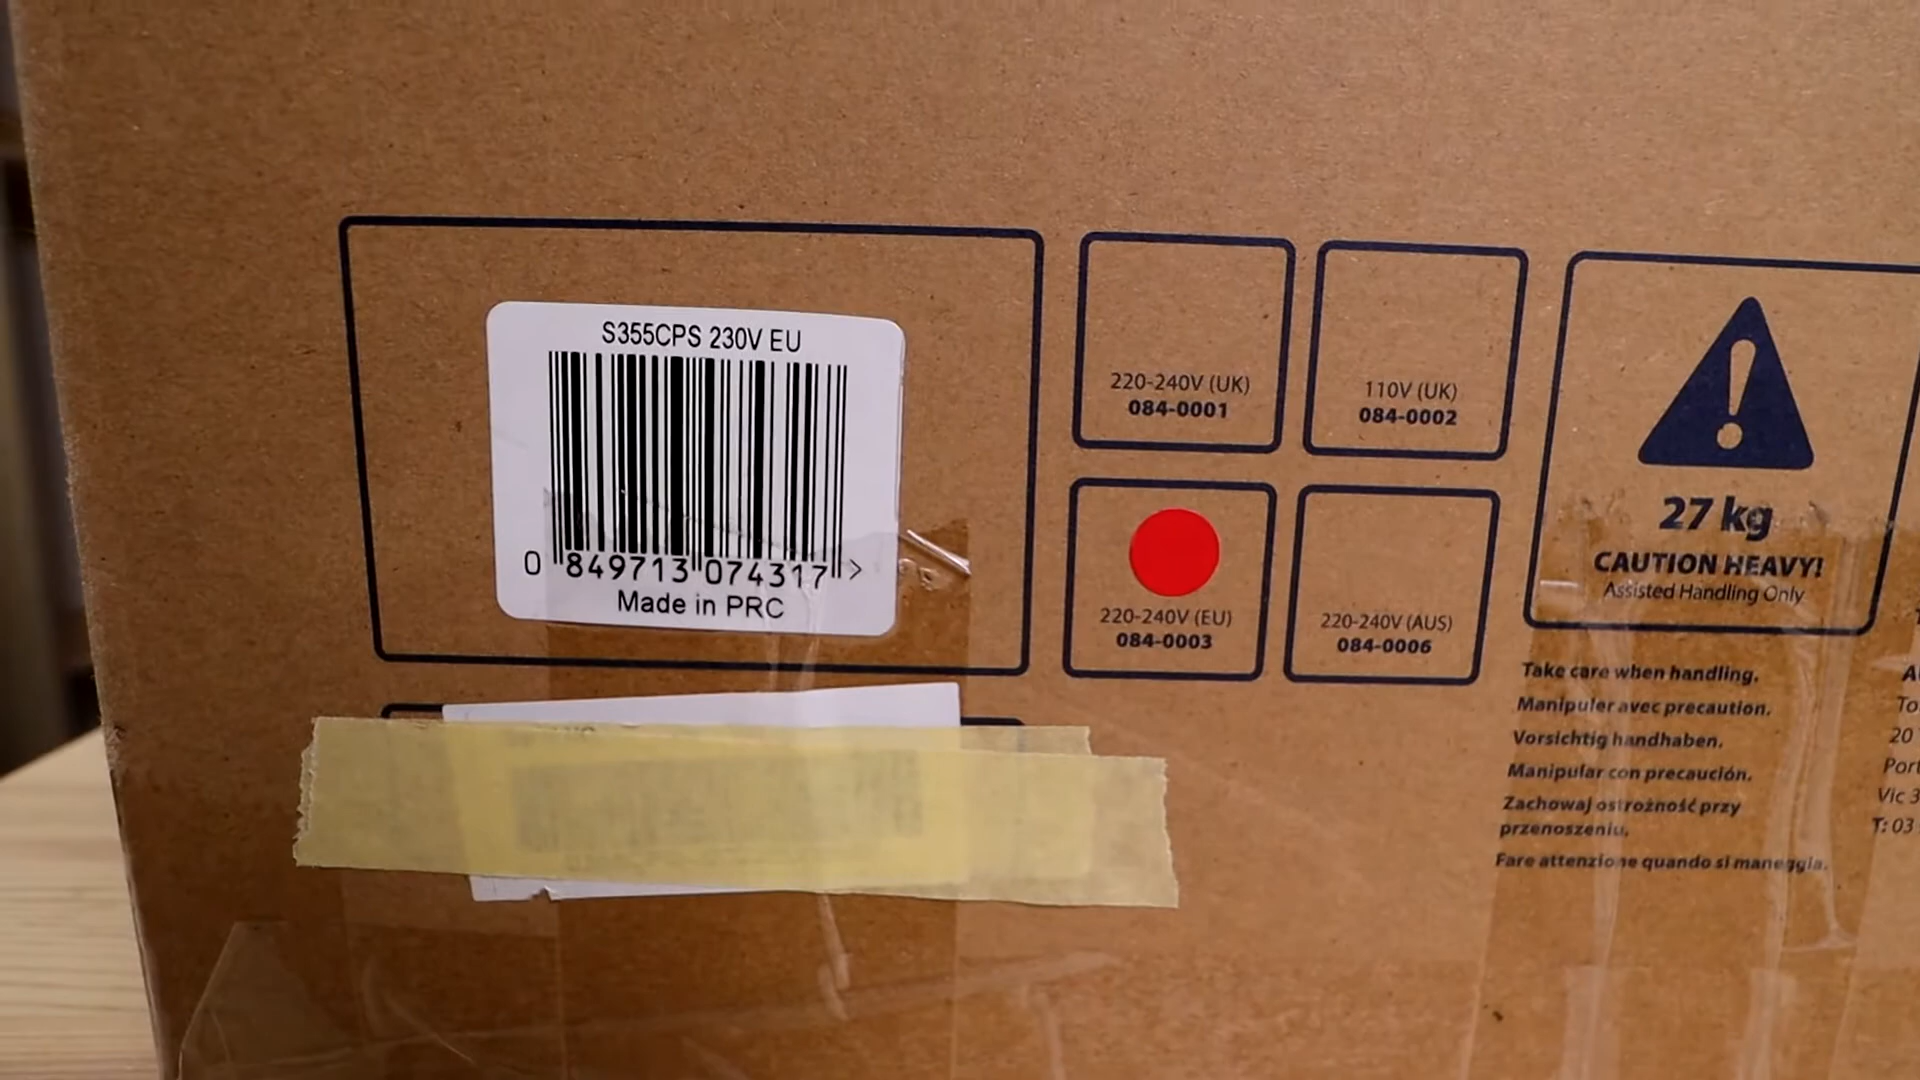 S355CPS 230V EU
0 849713 074317 >
Made in PRC
220-240V (UK)
084-0001
110V (UK)
084-0002
220-240V (EU)
084-0003
220-240V (AUS)
084-0006
27 kg
CAUTION HEAVY!
Assisted Handling Only
Take care when handling.
Manipuler avec precaution.
Vorsichtig handhaben.
Manipular con precaución.
Zachowaj ostrożność przy
przenoszeniu.
Fare attenzione quando si maneggia.
20
T: 03